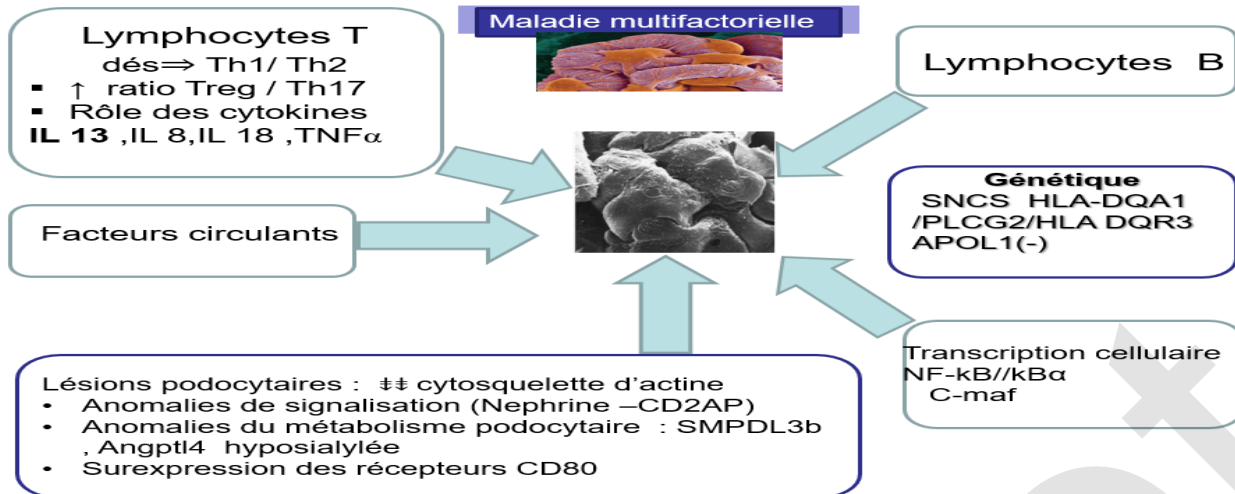 Maladie multifactorielle
Lymphocytes T
dés⇒ Th1/ Th2
▪ ↑ ratio Treg / Th17
▪ Rôle des cytokines
IL 13 ,IL 8,IL 18 ,TNFα
Lymphocytes B
Facteurs circulants
Génétique
SNCS HLA-DQA1
/PLCG2/HLA DQR3
APOL1(-)
Lésions podocytaires : ⇟⇟ cytosquelette d’actine
• Anomalies de signalisation (Nephrine –CD2AP)
• Anomalies du métabolisme podocytaire : SMPDL3b
, Angptl4 hyposialylée
• Surexpression des récepteurs CD80
Transcription cellulaire
NF-kB//kBα
C-maf